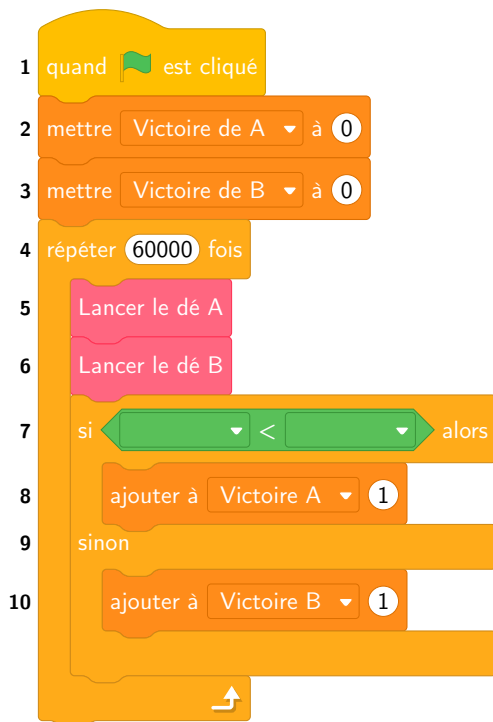 1 quand est cliqué
2 mettre Victoire de A à 0
3 mettre Victoire de B à 0
4 répéter 60000 fois
5 Lancer le dé A
6 Lancer le dé B
7 si < alors
8 ajouter à Victoire A 1
9 sinon
10 ajouter à Victoire B 1